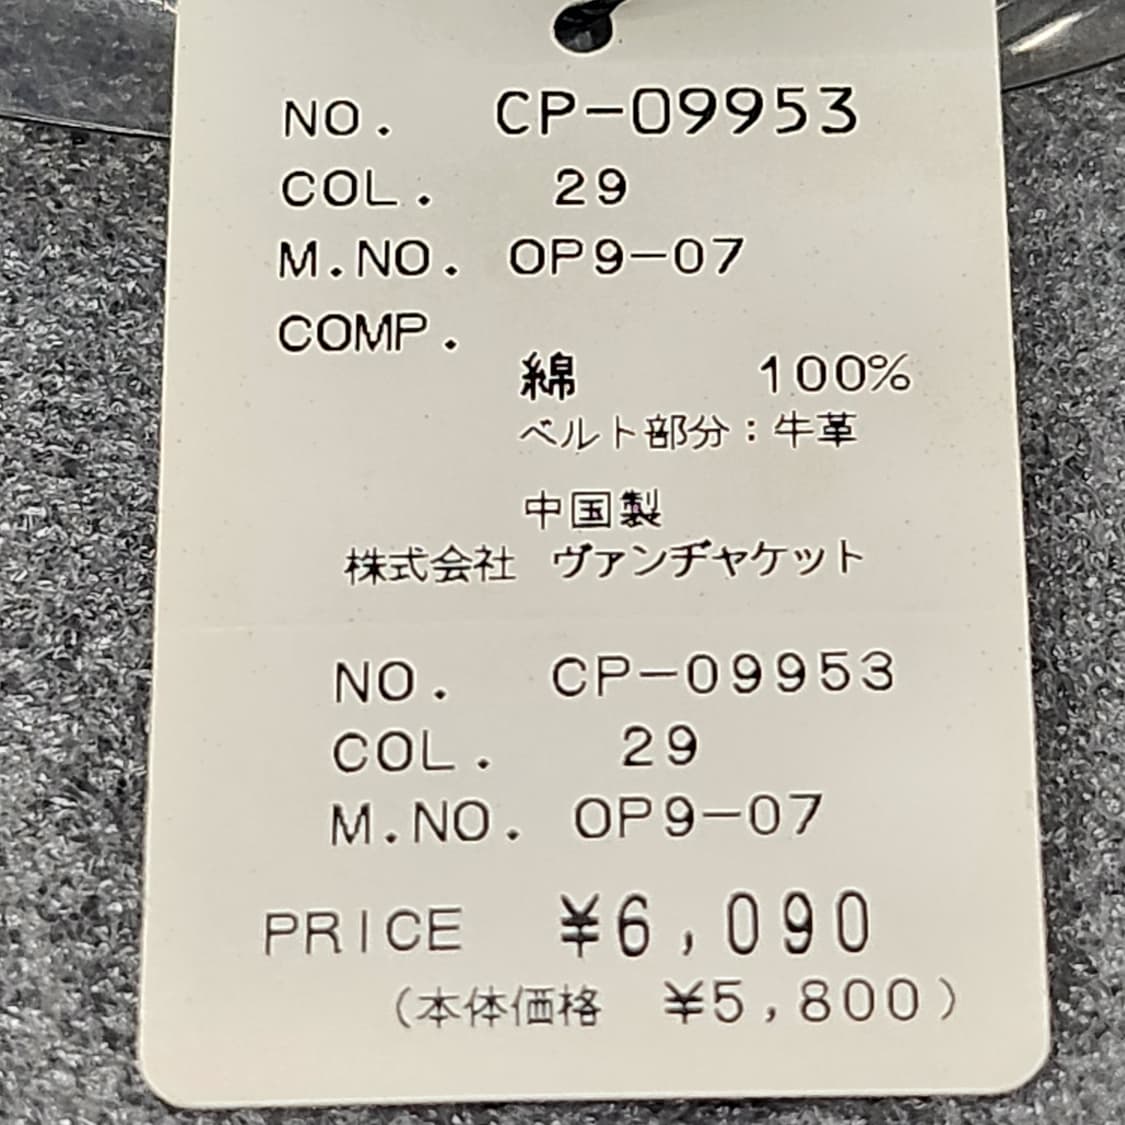 NO. CP-09953
COL. 29
M.NO. OP9-07
COMP.
綿 100%
ベルト部分：牛革
中国製
株式会社 ヴァンヂャケット
NO. CP-09953
COL. 29
M.NO. OP9-07
PRICE ¥6,090
(本体価格 ¥5,800)